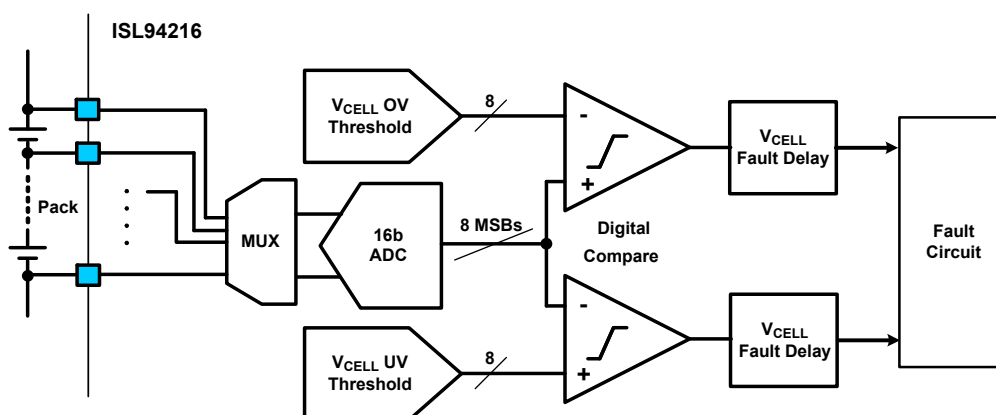 ISL94216
VCELL OV
Threshold
8
-
+
VCELL
Fault Delay
Pack
MUX
16b
ADC
8 MSBs
Digital
Compare
Fault
Circuit
VCELL UV
Threshold
8
-
+
VCELL
Fault Delay